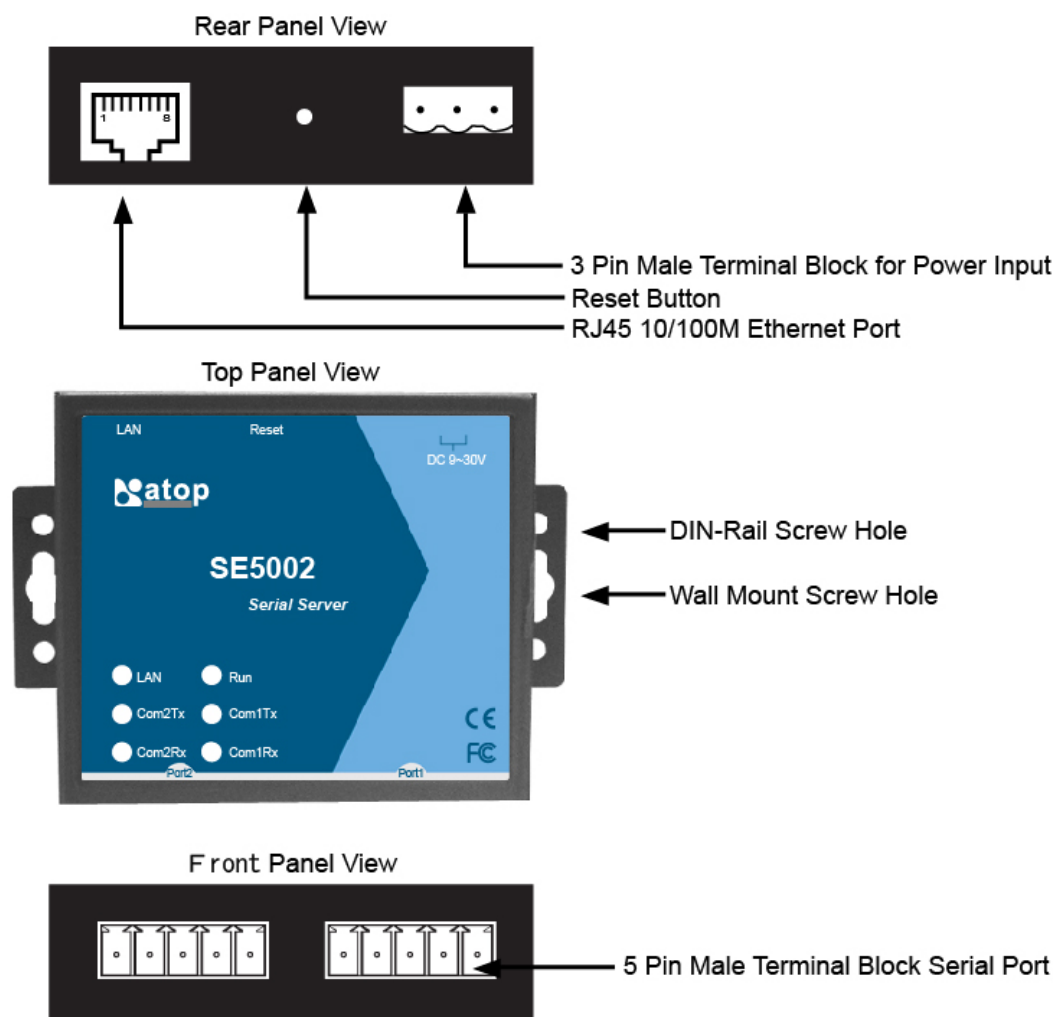 Rear Panel View
1 8
3 Pin Male Terminal Block for Power Input
Reset Button
RJ45 10/100M Ethernet Port
Top Panel View
LAN Reset
DC 9~30V
atop
SE5002
Serial Server
DIN-Rail Screw Hole
Wall Mount Screw Hole
LAN Run
Com2Tx Com1Tx
CE
Com2Rx Com1Rx
FC
Port2 Port1
Front Panel View
5 Pin Male Terminal Block Serial Port